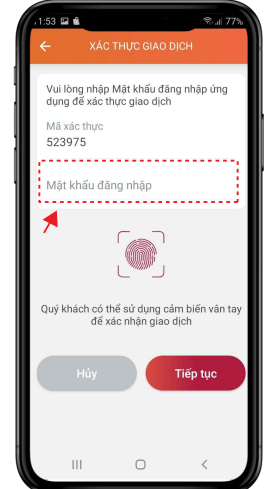 1:53 77%
XÁC THỰC GIAO DỊCH
Vui lòng nhập Mật khẩu đăng nhập ứng
dụng để xác thực giao dịch
Mã xác thực
523975
Mật khẩu đăng nhập
Quý khách có thể sử dụng cảm biến vân tay
để xác nhận giao dịch
Hủy Tiếp tục